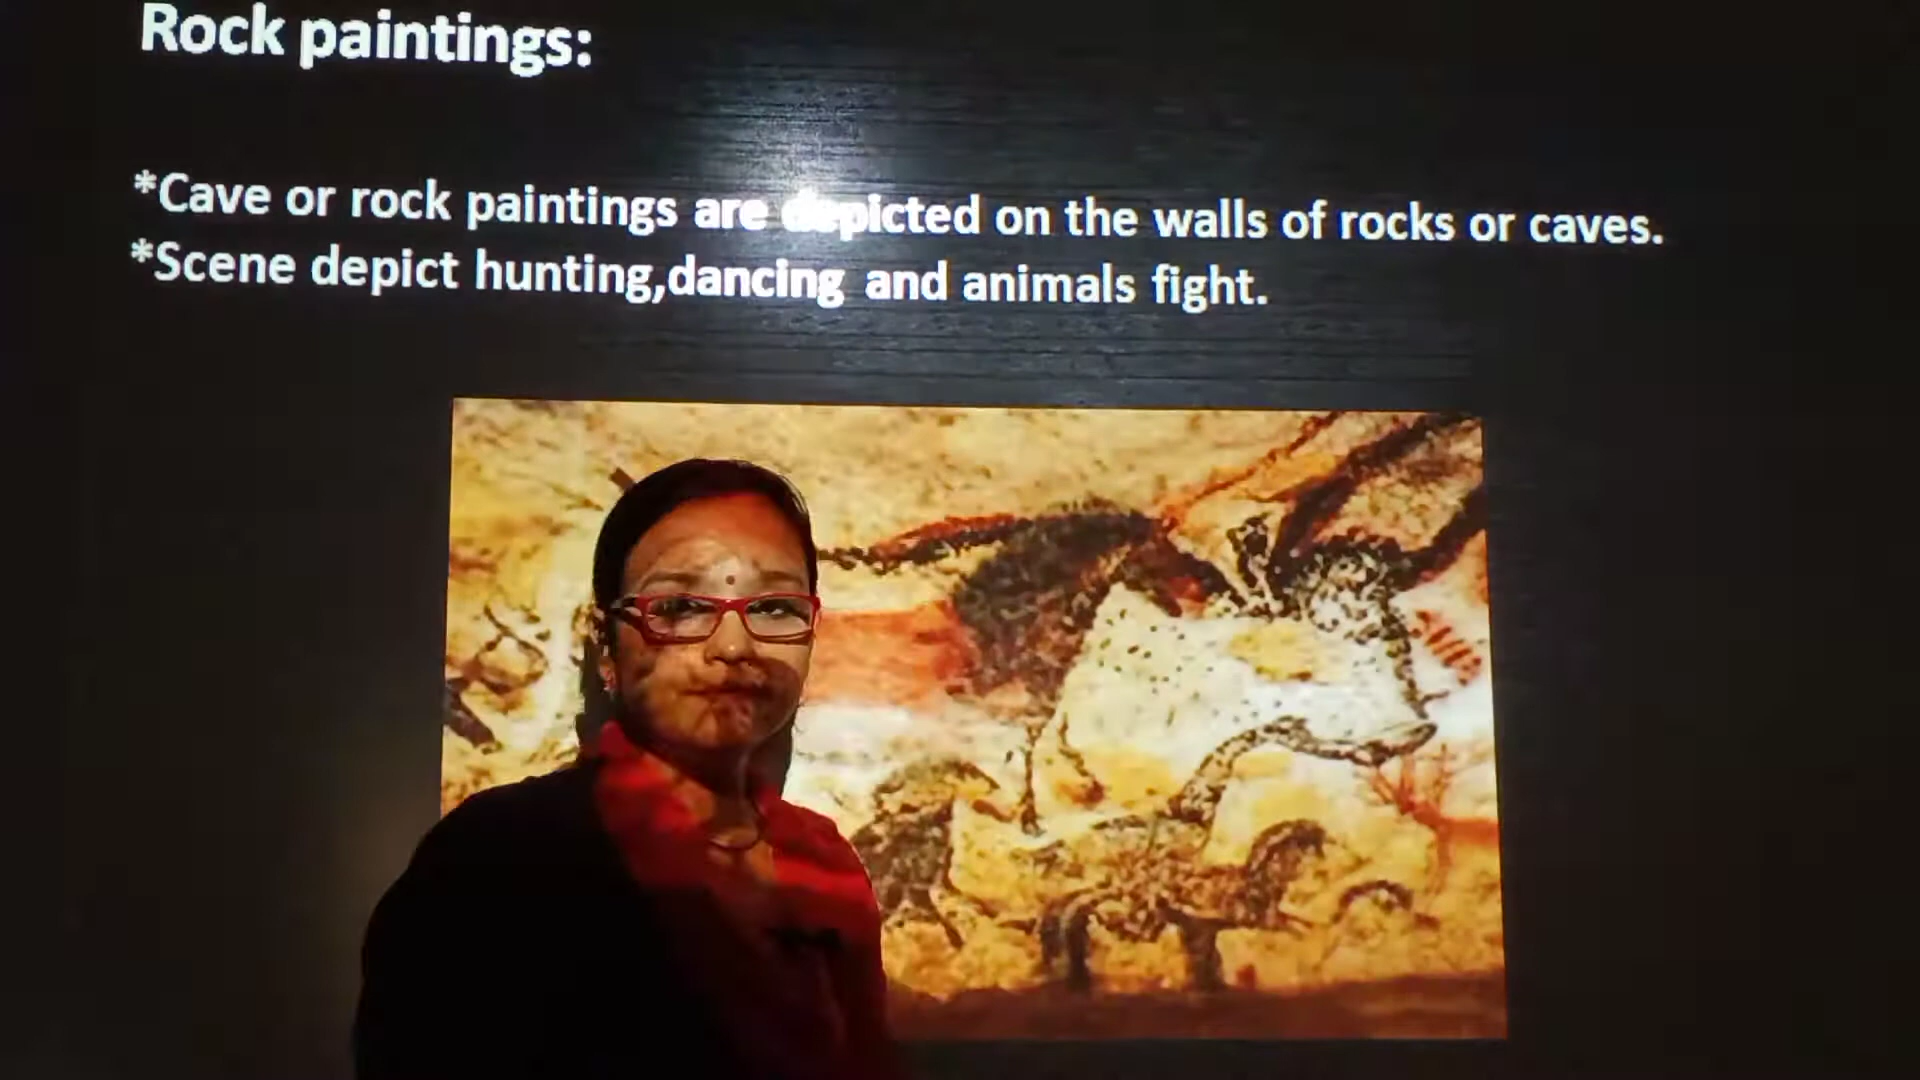 Rock paintings:
*Cave or rock paintings are depicted on the walls of rocks or caves.
*Scene depict hunting,dancing and animals fight.